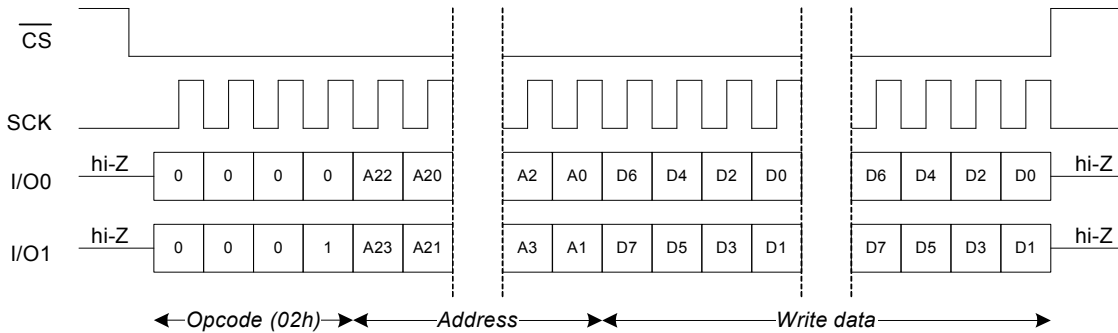 CS
SCK
hi-Z 0 0 0 0 A22 A20 A2 A0 D6 D4 D2 D0 D6 D4 D2 D0 hi-Z
I/O0
hi-Z 0 0 0 1 A23 A21 A3 A1 D7 D5 D3 D1 D7 D5 D3 D1 hi-Z
I/O1
Opcode (02h) Address Write data